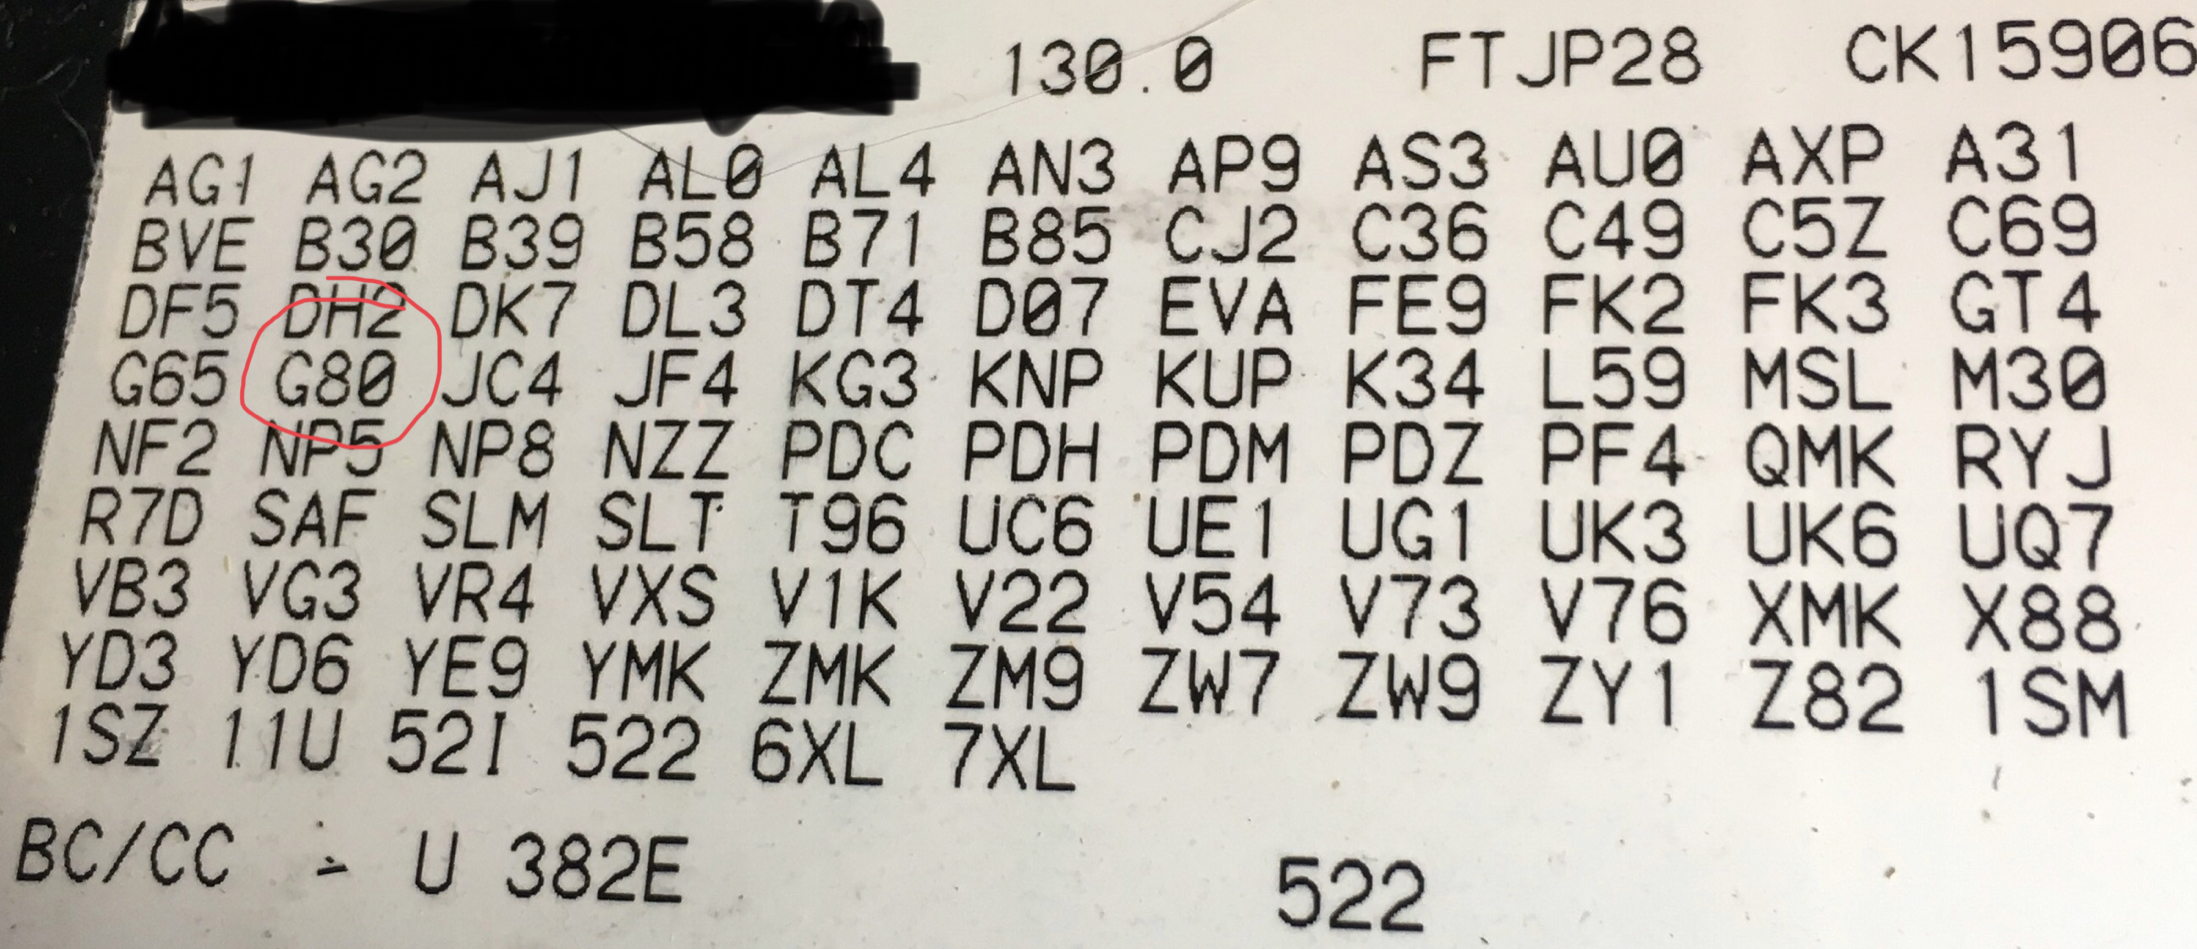 130.0 FTJP28 CK15906
AG1 AG2 AJ1 AL0 AL4 AN3 AP9 AS3 AU0 AXP A31
BVE B30 B39 B58 B71 B85 CJ2 C36 C49 C5Z C69
DF5 DH2 DK7 DL3 DT4 D07 EVA FE9 FK2 FK3 GT4
G65 G80 JC4 JF4 KG3 KNP KUP K34 L59 MSL M30
NF2 NP5 NP8 NZZ PDC PDH PDM PDZ PF4 QMK RYJ
R7D SAF SLM SLT T96 UC6 UE1 UG1 UK3 UK6 UQ7
VB3 VG3 VR4 VXS V1K V22 V54 V73 V76 XMK X88
YD3 YD6 YE9 YMK ZMK ZM9 ZW7 ZW9 ZY1 Z82 1SM
1SZ 11U 52I 522 6XL 7XL
BC/CC - U 382E 522